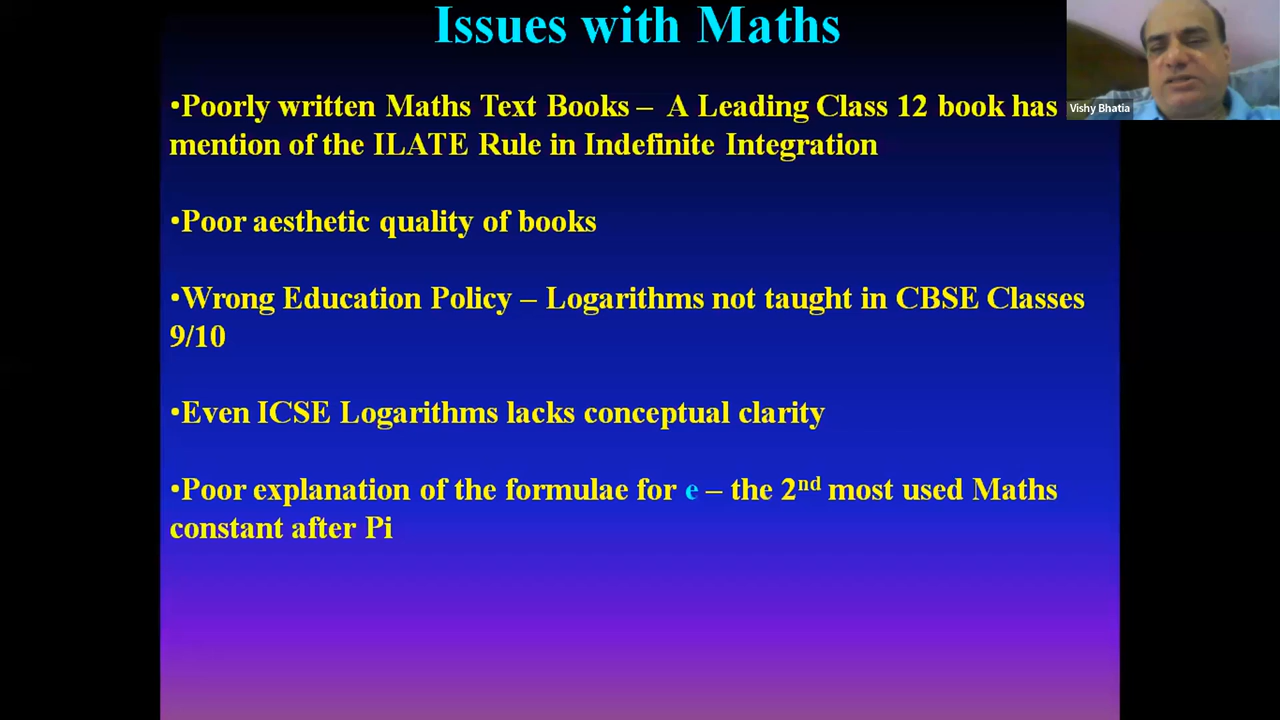 Issues with Maths
Vishy Bhatia
•Poorly written Maths Text Books – A Leading Class 12 book has
mention of the ILATE Rule in Indefinite Integration
•Poor aesthetic quality of books
•Wrong Education Policy – Logarithms not taught in CBSE Classes
9/10
•Even ICSE Logarithms lacks conceptual clarity
•Poor explanation of the formulae for e – the 2nd most used Maths
constant after Pi